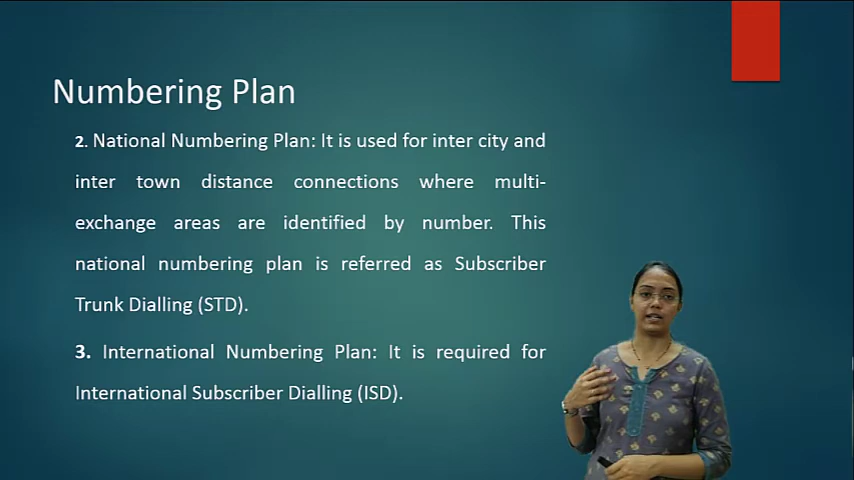 Numbering Plan
2. National Numbering Plan: It is used for inter city and
inter town distance connections where multi-
exchange areas are identified by number. This
national numbering plan is referred as Subscriber
Trunk Dialling (STD).
3. International Numbering Plan: It is required for
International Subscriber Dialling (ISD).